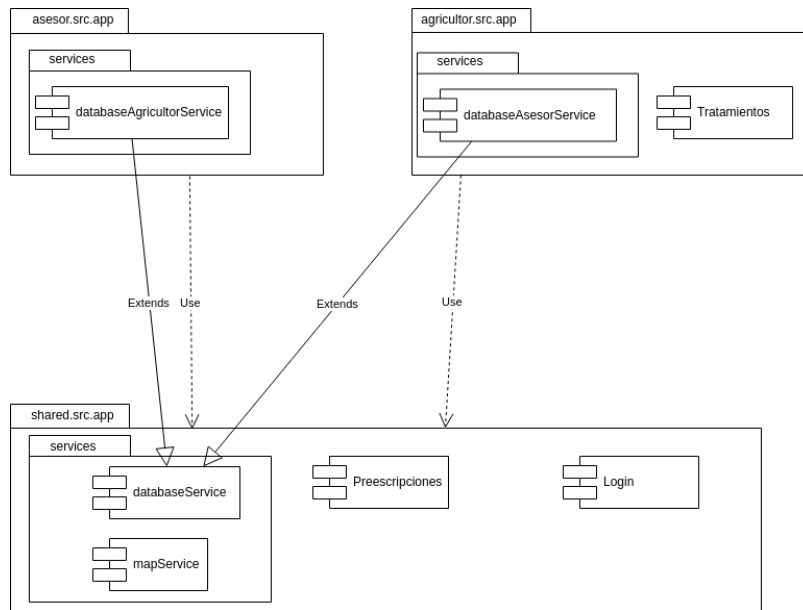 asesor.src.app
services
databaseAgricultorService
agricultor.src.app
services
databaseAsesorService
Tratamientos
Extends
Use
Extends
Use
shared.src.app
services
databaseService
mapService
Preescripciones
Login